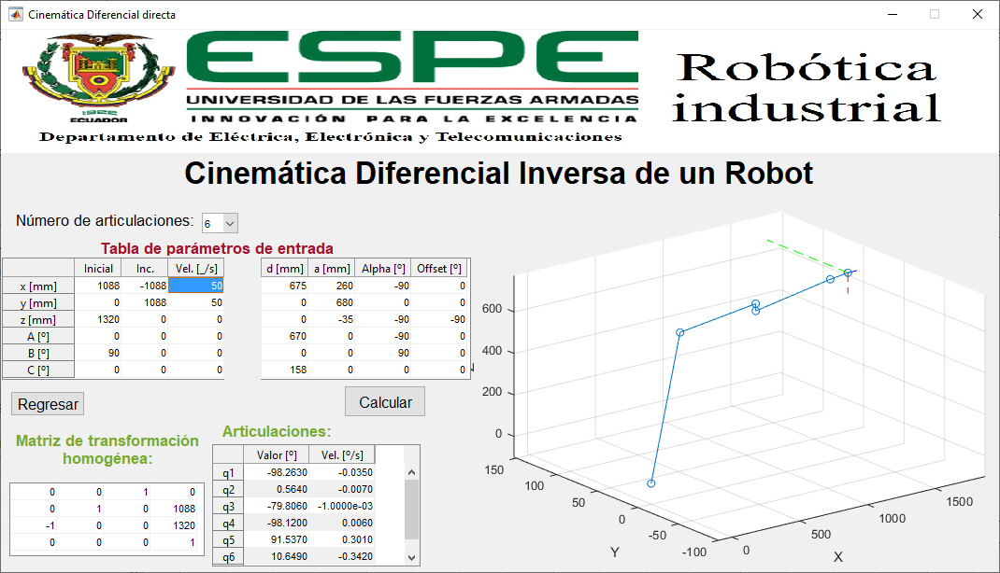 Cinemática Diferencial directa
ESPE
UNIVERSIDAD DE LAS FUERZAS ARMADAS
INNOVACIÓN PARA LA EXCELENCIA
1922
ECUADOR
Departamento de Eléctrica, Electrónica y Telecomunicaciones
Robótica
industrial
Cinemática Diferencial Inversa de un Robot
Número de articulaciones: 6
Tabla de parámetros de entrada
Inicial Inc. Vel. [_/s]
x [mm] 1088 -1088 50
y [mm] 0 1088 50
z [mm] 1320 0 0
A [º] 0 0 0
B [º] 90 0 0
C [º] 0 0 0
d [mm] a [mm] Alpha [º] Offset [º]
675 260 -90 0
0 680 0 0
0 -35 -90 -90
670 0 -90 0
0 0 90 0
158 0 0 0
Regresar
Calcular
Matriz de transformación
homogénea:
0 0 1 0
0 1 0 1088
-1 0 0 1320
0 0 0 1
Articulaciones:
Valor [º] Vel. [º/s]
q1 -98.2630 -0.0350
q2 0.5640 -0.0070
q3 -79.8060 -1.0000e-03
q4 -98.1200 0.0060
q5 91.5370 0.3010
q6 10.6490 -0.3420
600
400
200
0
150
100
50
0
-50
-100
Y
0
500
1000
1500
X